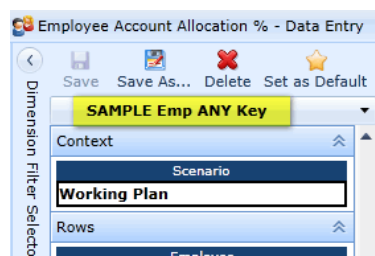 Employee Account Allocation % - Data Entry
Save Save As... Delete Set as Default
Dimension Filter Selecto
SAMPLE Emp ANY Key
Context
Scenario
Working Plan
Rows
Employee